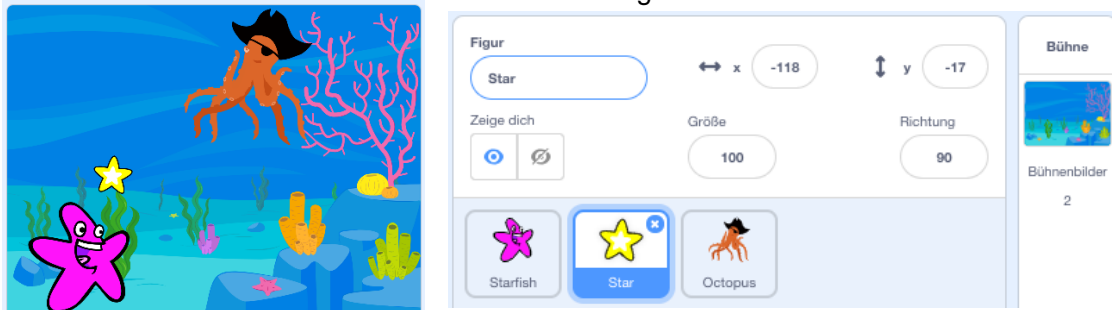 Figur
Star
x -118
y -17
Zeige dich
Größe
100
Richtung
90
Starfish
Star
Octopus
Bühne
Bühnenbilder
2